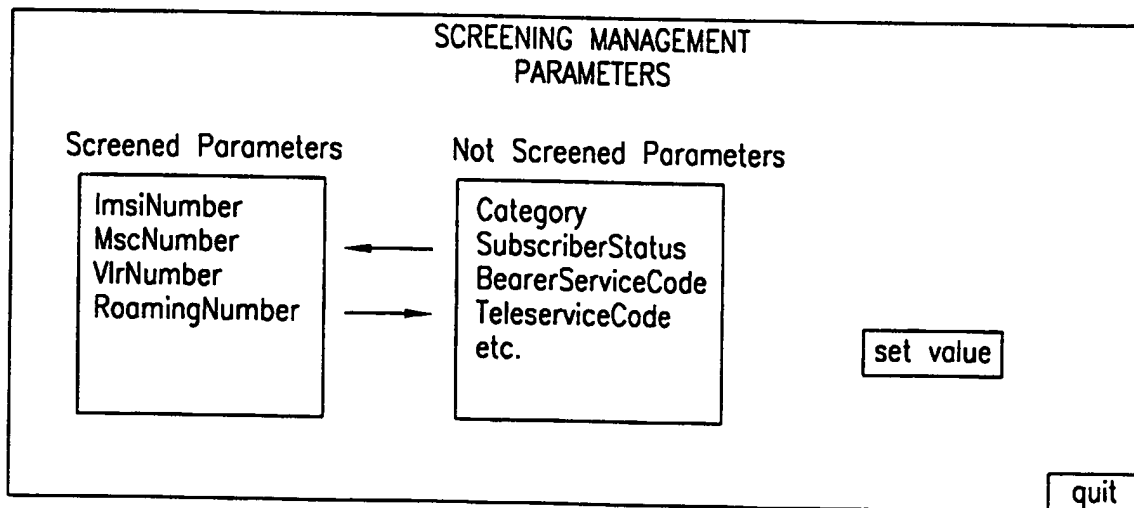 SCREENING MANAGEMENT
PARAMETERS
Screened Parameters
ImsiNumber
MscNumber
VlrNumber
RoamingNumber
Not Screened Parameters
Category
SubscriberStatus
BearerServiceCode
TeleserviceCode
etc.
set value
quit